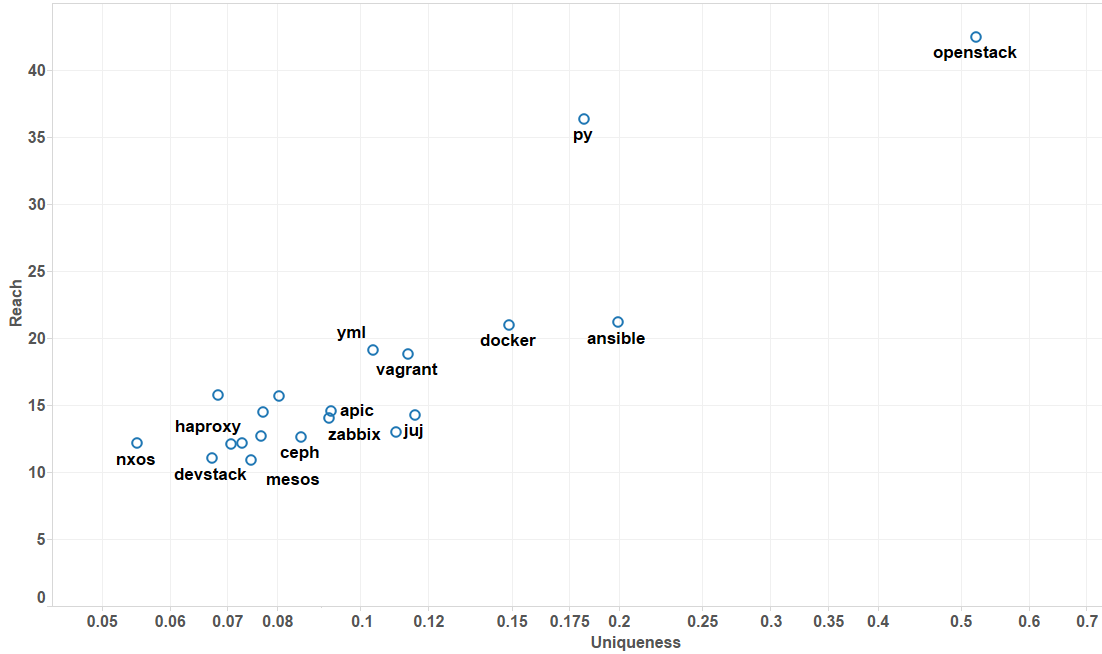 40
35
30
25
20
15
10
5
0
Reach
openstack
py
yml
docker
ansible
vagrant
apic
haproxy
zabbix
juj
nxos
ceph
devstack
mesos
0.05
0.06
0.07
0.08
0.1
0.12
0.15
0.175
0.2
0.25
0.3
0.35
0.4
0.5
0.6
0.7
Uniqueness